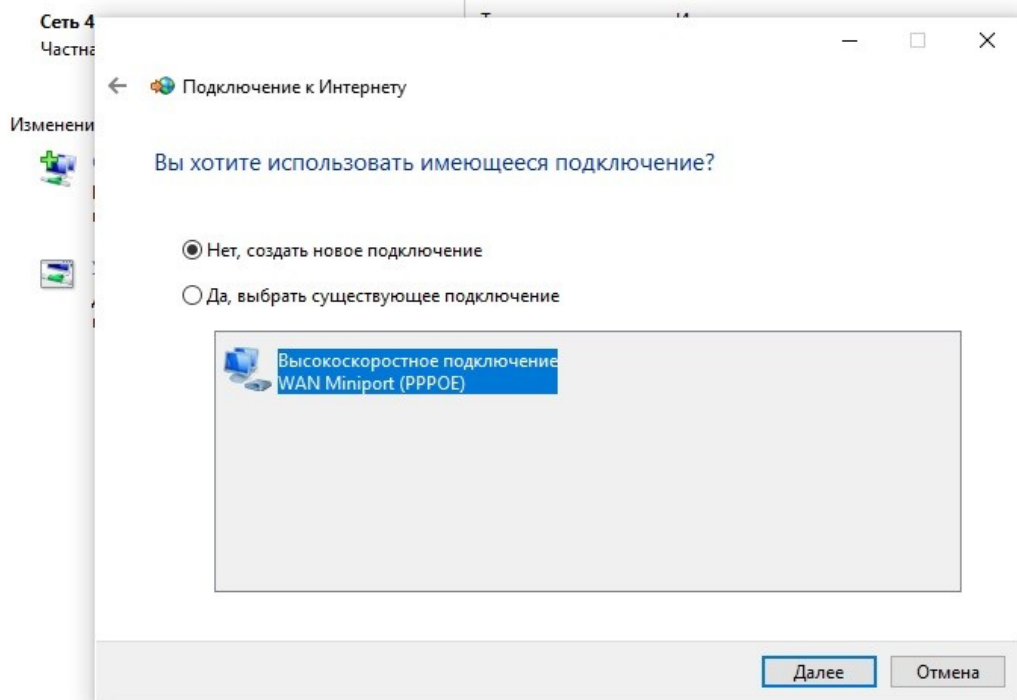 Сеть 4
Частна
Подключение к Интернету
Изменени
Вы хотите использовать имеющееся подключение?
Нет, создать новое подключение
Да, выбрать существующее подключение
Высокоскоростное подключение
WAN Miniport (PPPOE)
Далее
Отмена